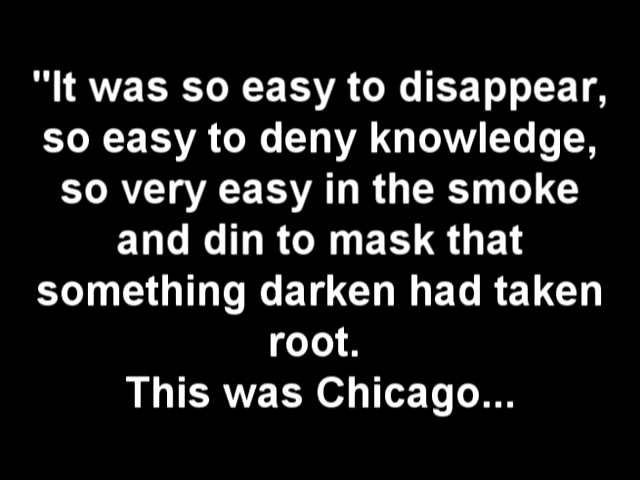 "It was so easy to disappear,
so easy to deny knowledge,
so very easy in the smoke
and din to mask that
something darken had taken
root.
This was Chicago...